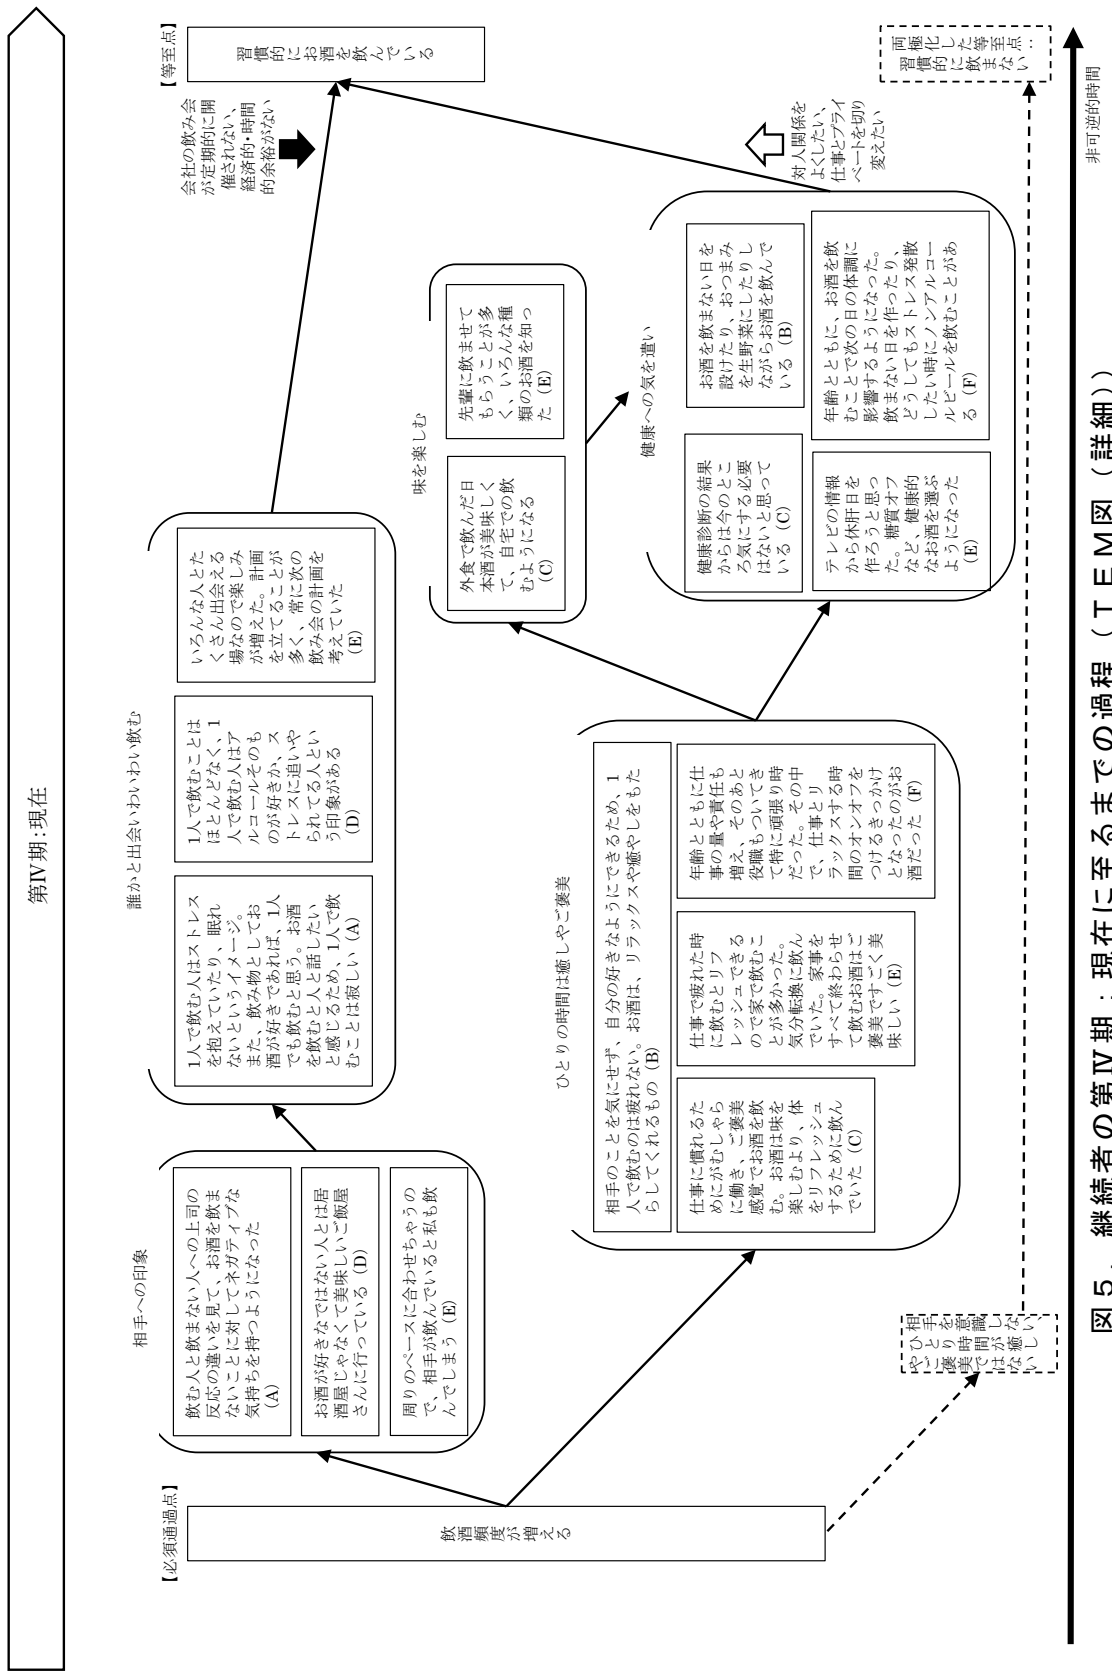 第Ⅳ期:現在
【必須通過点】
飲酒
頻度が
増える
相手への印象
飲む人と飲まない人への上司の
反応の違いを見て、お酒を飲ま
ないことに対してネガティブな
気持ちを持つようになった
(A)
お酒が好きなではない人とは居
酒屋じゃなくて美味しいご飯屋
さんに行っている (D)
周りのペースに合わせちゃうの
で、相手が飲んでいると私も飲
んでしまう (E)
誰かと出会いわいわい飲む
1人で飲む人はストレス
を抱えていたり、眠れ
ないというイメージ。
また、飲み物としてお
酒が好きであれば、1人
でも飲むと思う。お酒
を飲むと人と話したい
と感じるため、1人で飲
むことは寂しい (A)
1人で飲むことは
ほとんどなく、1
人で飲む人はア
ルコールそのも
のが好きか、ス
トレスに追いや
られてる人とい
う印象がある
(D)
いろんな人とた
くさん出会える
場なので楽しみ
が増えた。計画
を立てることが
多く、常に次の
飲み会の計画を
考えていた
(E)
ひとりの時間は癒しやご褒美
相手のことを気にせず、自分の好きなようにできるため、1
人で飲むのは疲れない。お酒は、リラックスや癒やしをもた
らしてくれるもの (B)
仕事に慣れるた
めにがむしゃら
に働き、ご褒美
感覚でお酒を飲
む。お酒は味を
楽しむより、体
をリフレッシュ
するために飲ん
でいた (C)
仕事で疲れた時
に飲むとリフ
レッシュできる
ので家で飲むこ
とが多かった。
気分転換に飲ん
でいた。家事を
すべて終わらせ
て飲むお酒はご
褒美ですごく美
味しい (E)
年齢とともに仕
事の量や責任も
増え、そのあと
役職もついてき
て特に頑張り時
だった。その中
で、仕事とリ
ラックスする時
間のオンオフを
つけるきっかけ
となったのがお
酒だった (F)
味を楽しむ
外食で飲んだ日
本酒が美味しく
て、自宅での飲
むようになる
(C)
先輩に飲ませて
もらうことが多
く、いろんな種
類のお酒を知っ
た (E)
健康への気を遣い
健康診断の結果
からは今のとこ
ろ気にする必要
はないと思って
いる (C)
お酒を飲まない日を
設けたり、おつまみ
を生野菜にしたりし
ながらお酒を飲んで
いる (B)
テレビの情報
から休肝日を
作ろうと思っ
た。糖質オフ
など、健康的
なお酒を選ぶ
ようになった
(E)
年齢とともに、お酒を飲
むことで次の日の体調に
影響するようになった。
飲まない日を作ったり、
どうしてもストレス発散
したい時にノンアルコー
ルビールを飲むことがあ
る (F)
会社の飲み会
が定期的に開
催されない、
経済的・時間
的余裕がない
対人関係を
よくしたい、
仕事とプライ
ベートを切り
変えたい
【等至点】
習慣
的にお酒を
飲んでいる
相手を意識しない
ひとり時間が癒し
やご褒美ではない
両極化した等至点:
習慣的に飲まない
非可逆的時間
図５．継続者の第Ⅳ期：現在に至るまでの過程（ＴＥＭ図（詳細））